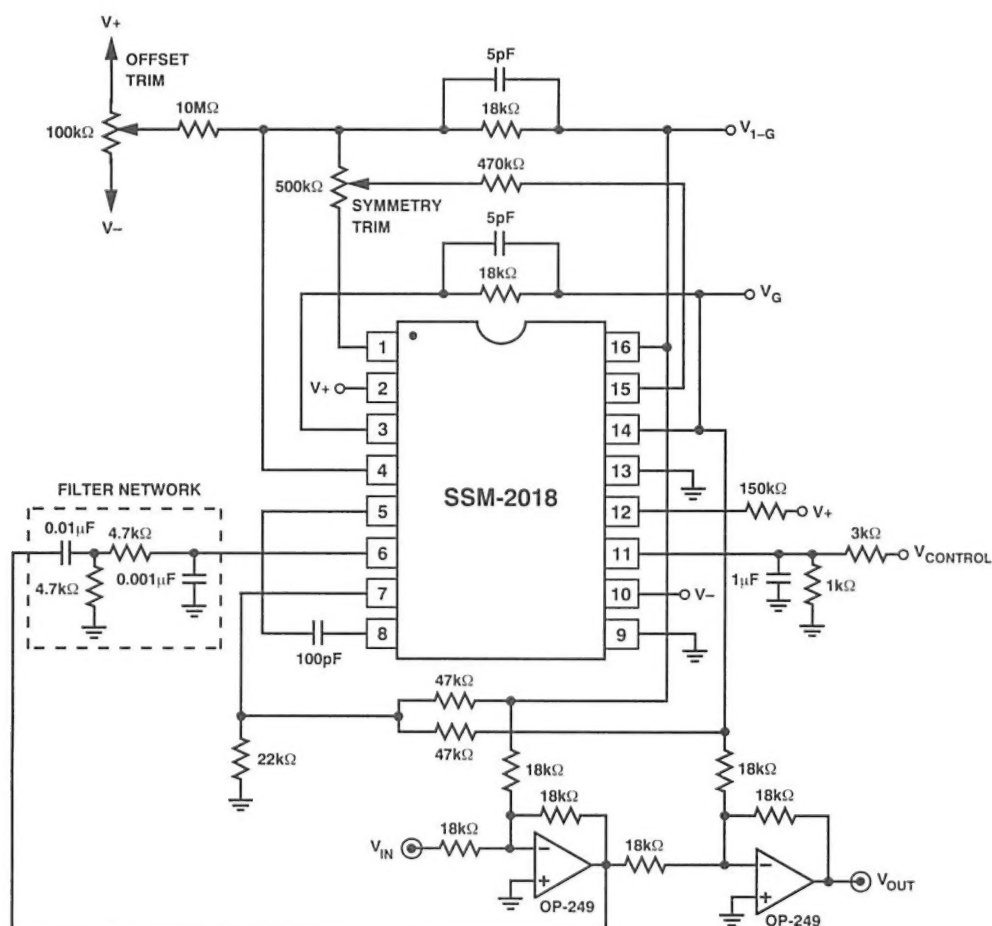 V+
OFFSET
TRIM
100kΩ
V–
10MΩ
5pF
18kΩ
V1–G
470kΩ
500kΩ
SYMMETRY
TRIM
5pF
18kΩ
VG
1
V+
2
3
4
5
6
7
8
16
15
14
13
12
11
10
9
SSM-2018
150kΩ
V+
3kΩ
VCONTROL
1µF
1kΩ
V–
FILTER NETWORK
0.01µF
4.7kΩ
4.7kΩ
0.001µF
100pF
47kΩ
47kΩ
22kΩ
18kΩ
18kΩ
18kΩ
18kΩ
VIN
18kΩ
–
+
OP-249
18kΩ
–
+
OP-249
VOUT